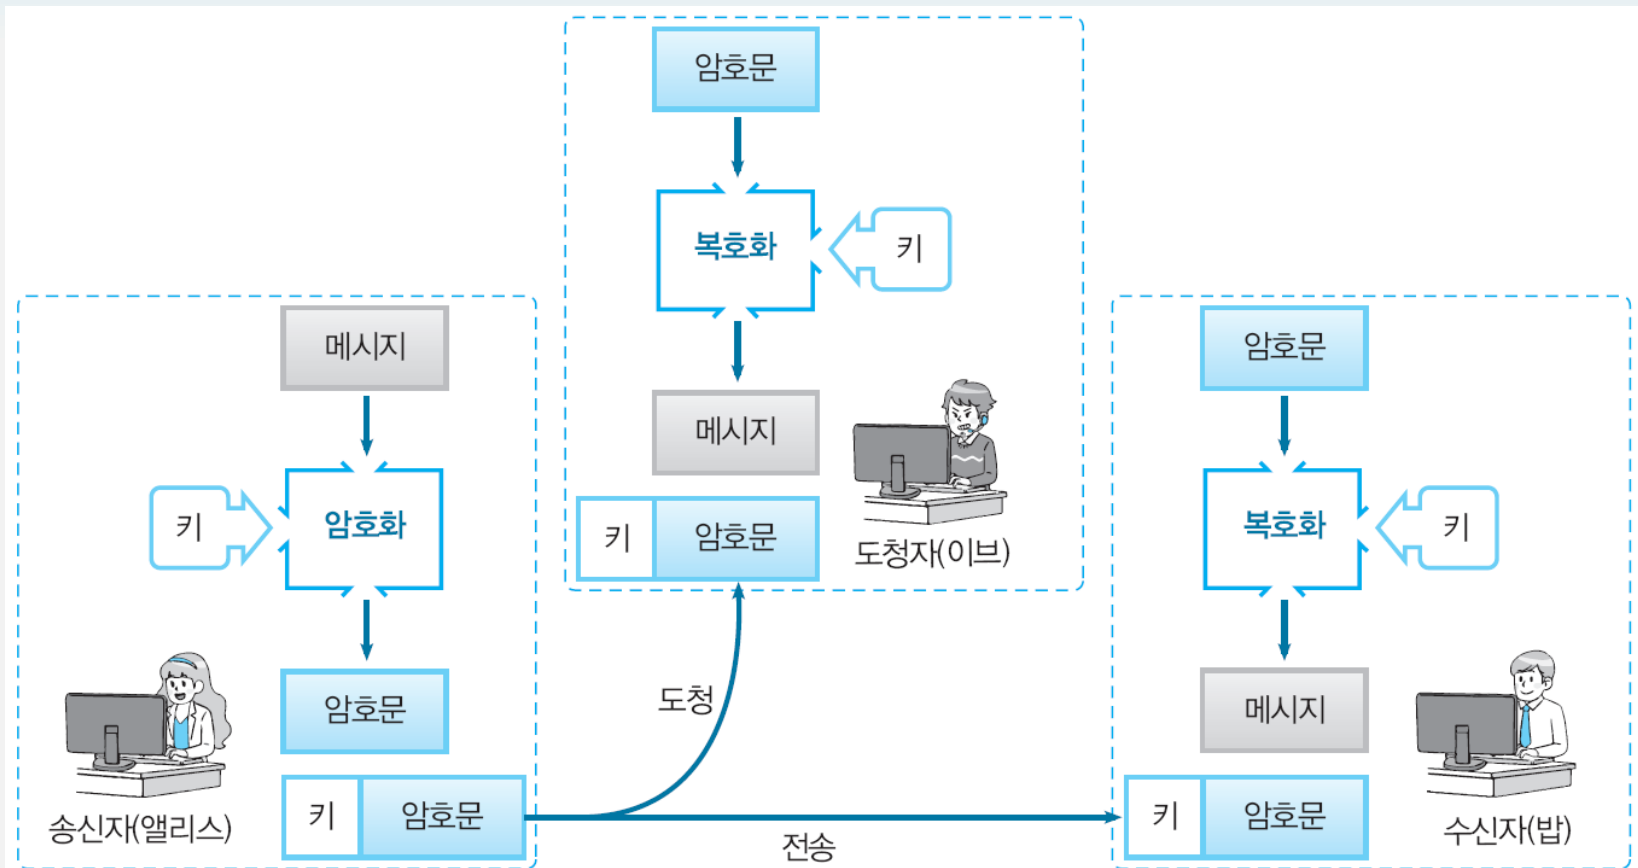 메시지
키
암호화
암호문
키 암호문
송신자(앨리스)
암호문
복호화
키
메시지
키 암호문
도청자(이브)
도청
전송
암호문
복호화
키
메시지
키 암호문
수신자(밥)